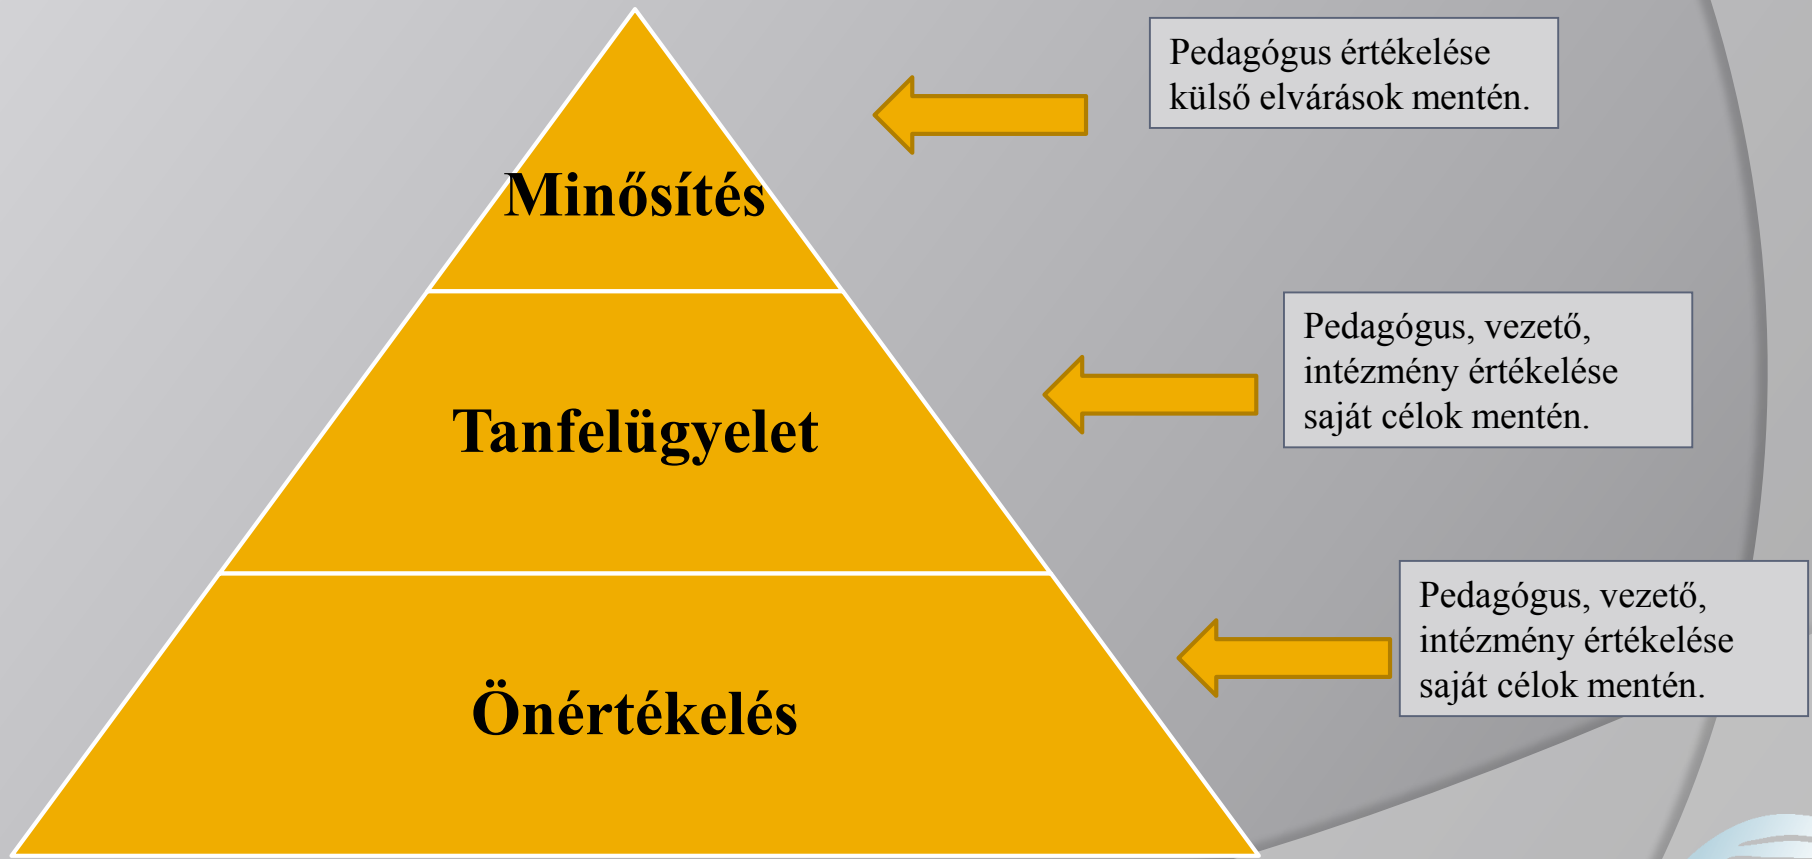 Pedagógus értékelése
külső elvárások mentén.
Minősítés
Pedagógus, vezető,
intézmény értékelése
saját célok mentén.
Tanfelügyelet
Pedagógus, vezető,
intézmény értékelése
saját célok mentén.
Önértékelés